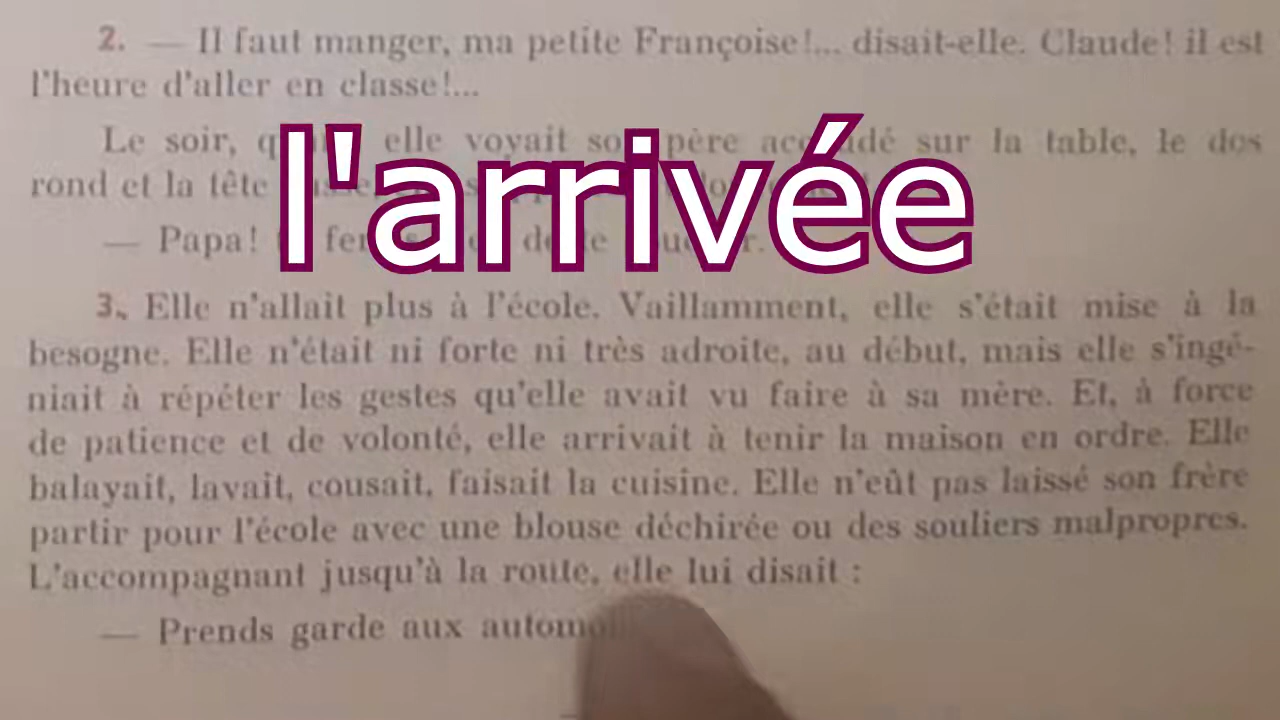 2. — Il faut manger, ma petite Françoise!... disait-elle. Claude! il est
l'heure d'aller en classe!...
l'arrivée
Le soir, elle voyait père sur la table, le dos
rond et la tête
— Papa!
3. Elle n'allait plus à l'école. Vaillamment, elle s'était mise à la
besogne. Elle n'était ni forte ni très adroite, au début, mais elle s'ingé-
niait à répéter les gestes qu'elle avait vu faire à sa mère. Et, à force
de patience et de volonté, elle arrivait à tenir la maison en ordre. Elle
balayait, lavait, cousait, faisait la cuisine. Elle n'eût pas laissé son frère
partir pour l'école avec une blouse déchirée ou des souliers malpropres.
L'accompagnant jusqu'à la route, elle lui disait :
— Prends garde aux